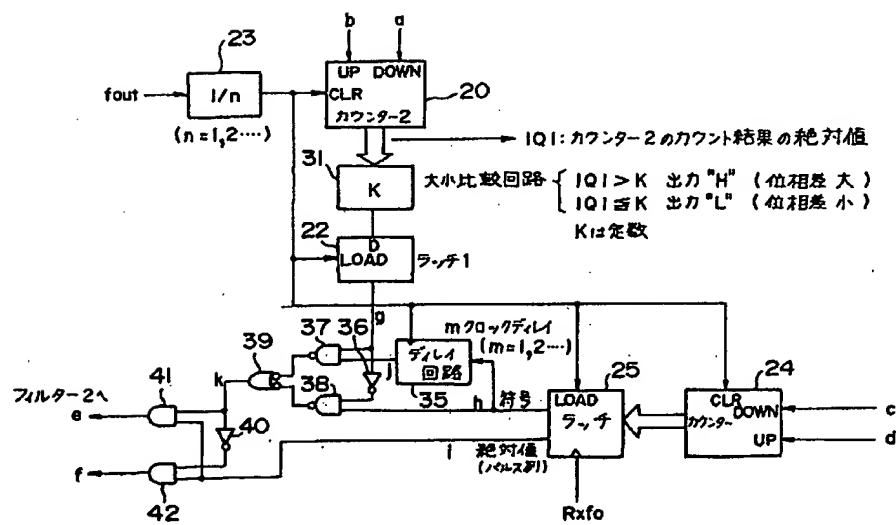 23
b
a
fout
1/n
UP DOWN
CLR
カウンター2
20
(n=1,2‥‥)
|Q|:カウンター2のカウント結果の絶対値
31
K
大小比較回路
|Q|>K 出力"H" (位相差 大)
|Q|≦K 出力"L" (位相差 小)
Kは定数
22
D
LOAD
ラッチ1
g
mクロックディレイ
(m=1,2‥‥)
39
37
36
j
ディレイ
回路
35
25
24
フィルター2へ
41
k
38
h
符号
LOAD
ラッチ
CLR
DOWN
カウンター
UP
c
d
e
40
i
絶対値
(パルス列)
f
42
Rxfo